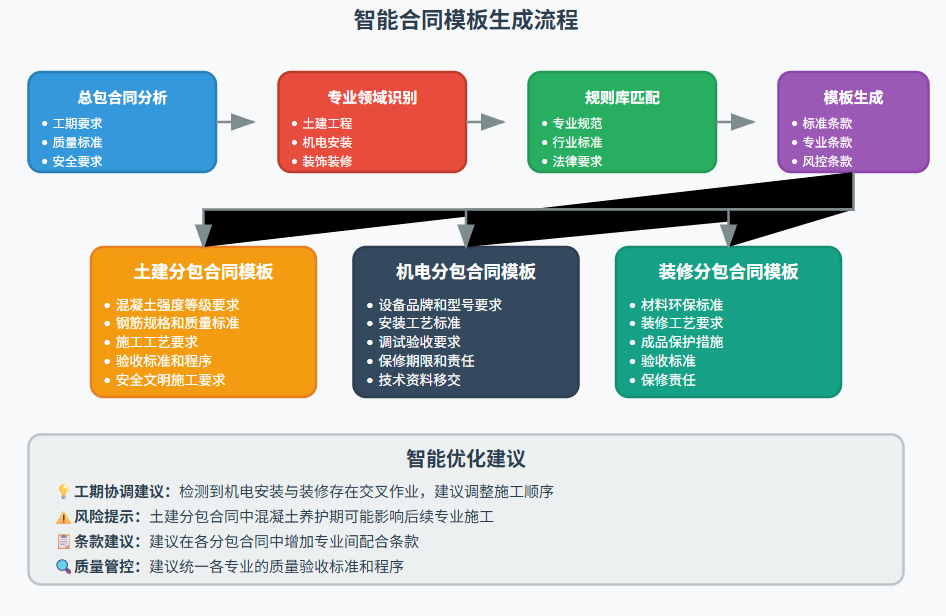 智能合同模板生成流程
总包合同分析
• 工期要求
• 质量标准
• 安全要求
专业领域识别
• 土建工程
• 机电安装
• 装饰装修
规则库匹配
• 专业规范
• 行业标准
• 法律要求
模板生成
• 标准条款
• 专业条款
• 风控条款
土建分包合同模板
• 混凝土强度等级要求
• 钢筋规格和质量标准
• 施工工艺要求
• 验收标准和程序
• 安全文明施工要求
机电分包合同模板
• 设备品牌和型号要求
• 安装工艺标准
• 调试验收要求
• 保修期限和责任
• 技术资料移交
装修分包合同模板
• 材料环保标准
• 装修工艺要求
• 成品保护措施
• 验收标准
• 保修责任
智能优化建议
💡 工期协调建议：检测到机电安装与装修存在交叉作业，建议调整施工顺序
⚠️ 风险提示：土建分包合同中混凝土养护期可能影响后续专业施工
📋 条款建议：建议在各分包合同中增加专业间配合条款
🔍 质量管控：建议统一各专业的质量验收标准和程序